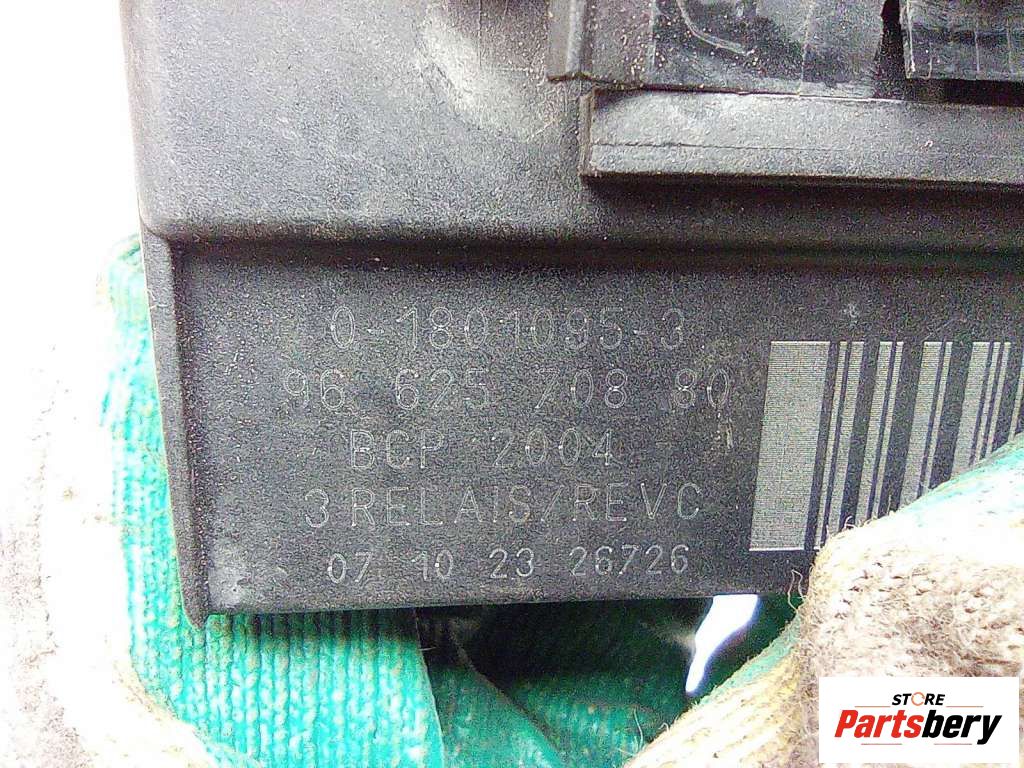 0-1801095-3
96 625 708 80
BCP 2004
3 RELAIS/REVC
07 10 23 26726
STORE
Partsbery